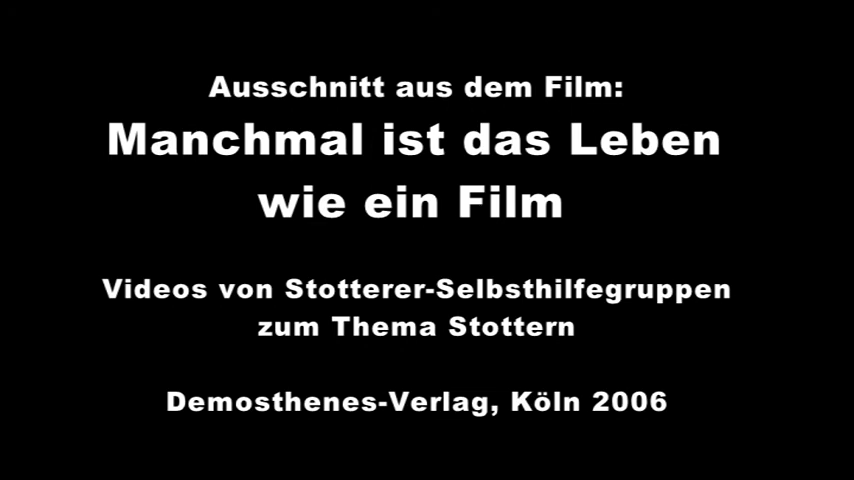 Ausschnitt aus dem Film:
Manchmal ist das Leben
wie ein Film
Videos von Stotterer-Selbsthilfegruppen
zum Thema Stottern
Demosthenes-Verlag, Köln 2006